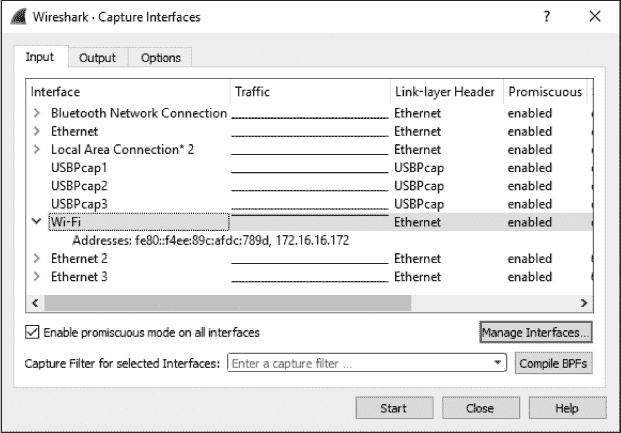 Wireshark · Capture Interfaces
Input Output Options
Interface Traffic Link-layer Header Promiscuous
Bluetooth Network Connection Ethernet enabled
Ethernet Ethernet enabled
Local Area Connection* 2 Ethernet enabled
USBPcap1 USBPcap
USBPcap2 USBPcap
USBPcap3 USBPcap
Wi-Fi Ethernet enabled
Addresses: fe80::f4ee:89c:afdc:789d, 172.16.16.172
Ethernet 2 Ethernet enabled
Ethernet 3 Ethernet enabled
Enable promiscuous mode on all interfaces Manage Interfaces...
Capture Filter for selected Interfaces: Enter a capture filter ... Compile BPFs
Start Close Help